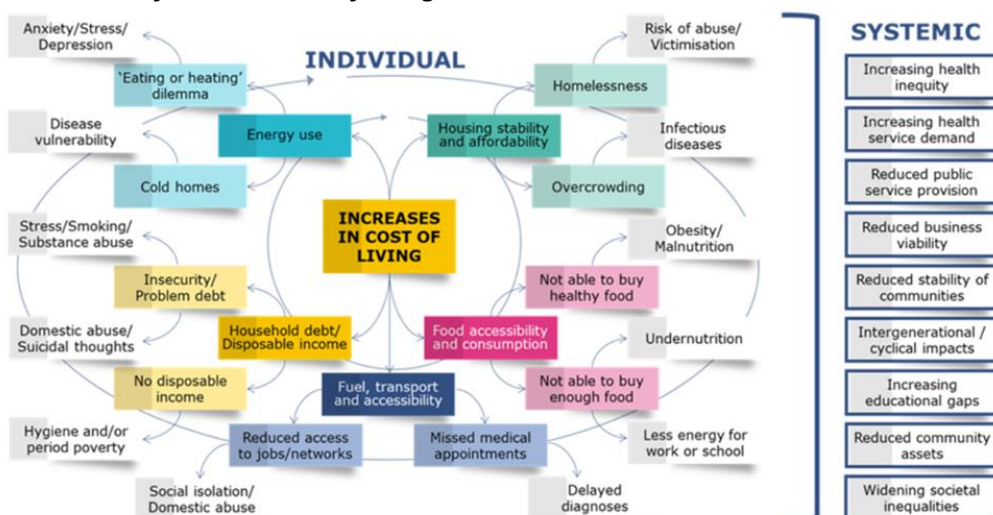 Anxiety/Stress/
Depression
INDIVIDUAL
Risk of abuse/
Victimisation
SYSTEMIC
'Eating or heating'
dilemma
Homelessness
Increasing health
inequity
Disease
vulnerability
Energy use
Housing stability
and affordability
Infectious
diseases
Increasing health
service demand
Cold homes
Overcrowding
Reduced public
service provision
Stress/Smoking/
Substance abuse
INCREASES
IN COST OF
LIVING
Obesity/
Malnutrition
Reduced business
viability
Insecurity/
Problem debt
Not able to buy
healthy food
Reduced stability of
communities
Domestic abuse/
Suicidal thoughts
Household debt/
Disposable income
Food accessibility
and consumption
Undernutrition
Intergenerational /
cyclical impacts
No disposable
income
Fuel, transport
and accessibility
Not able to buy
enough food
Increasing
educational gaps
Hygiene and/or
period poverty
Reduced access
to jobs/networks
Missed medical
appointments
Less energy for
work or school
Reduced community
assets
Social isolation/
Domestic abuse
Delayed
diagnoses
Widening societal
inequalities